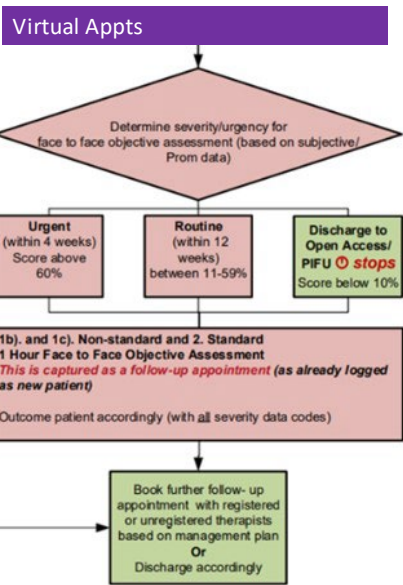 Virtual Appts
Determine severity/urgency for
face to face objective assessment (based on subjective/
Prom data)
Urgent
(within 4 weeks)
Score above
60%
Routine
(within 12
weeks)
between 11-59%
Discharge to
Open Access/
PIFU stops
Score below 10%
1b). and 1c). Non-standard and 2. Standard
1 Hour Face to Face Objective Assessment
This is captured as a follow-up appointment (as already logged
as new patient)
Outcome patient accordingly (with all severity data codes)
Book further follow- up
appointment with registered
or unregistered therapists
based on management plan
Or
Discharge accordingly